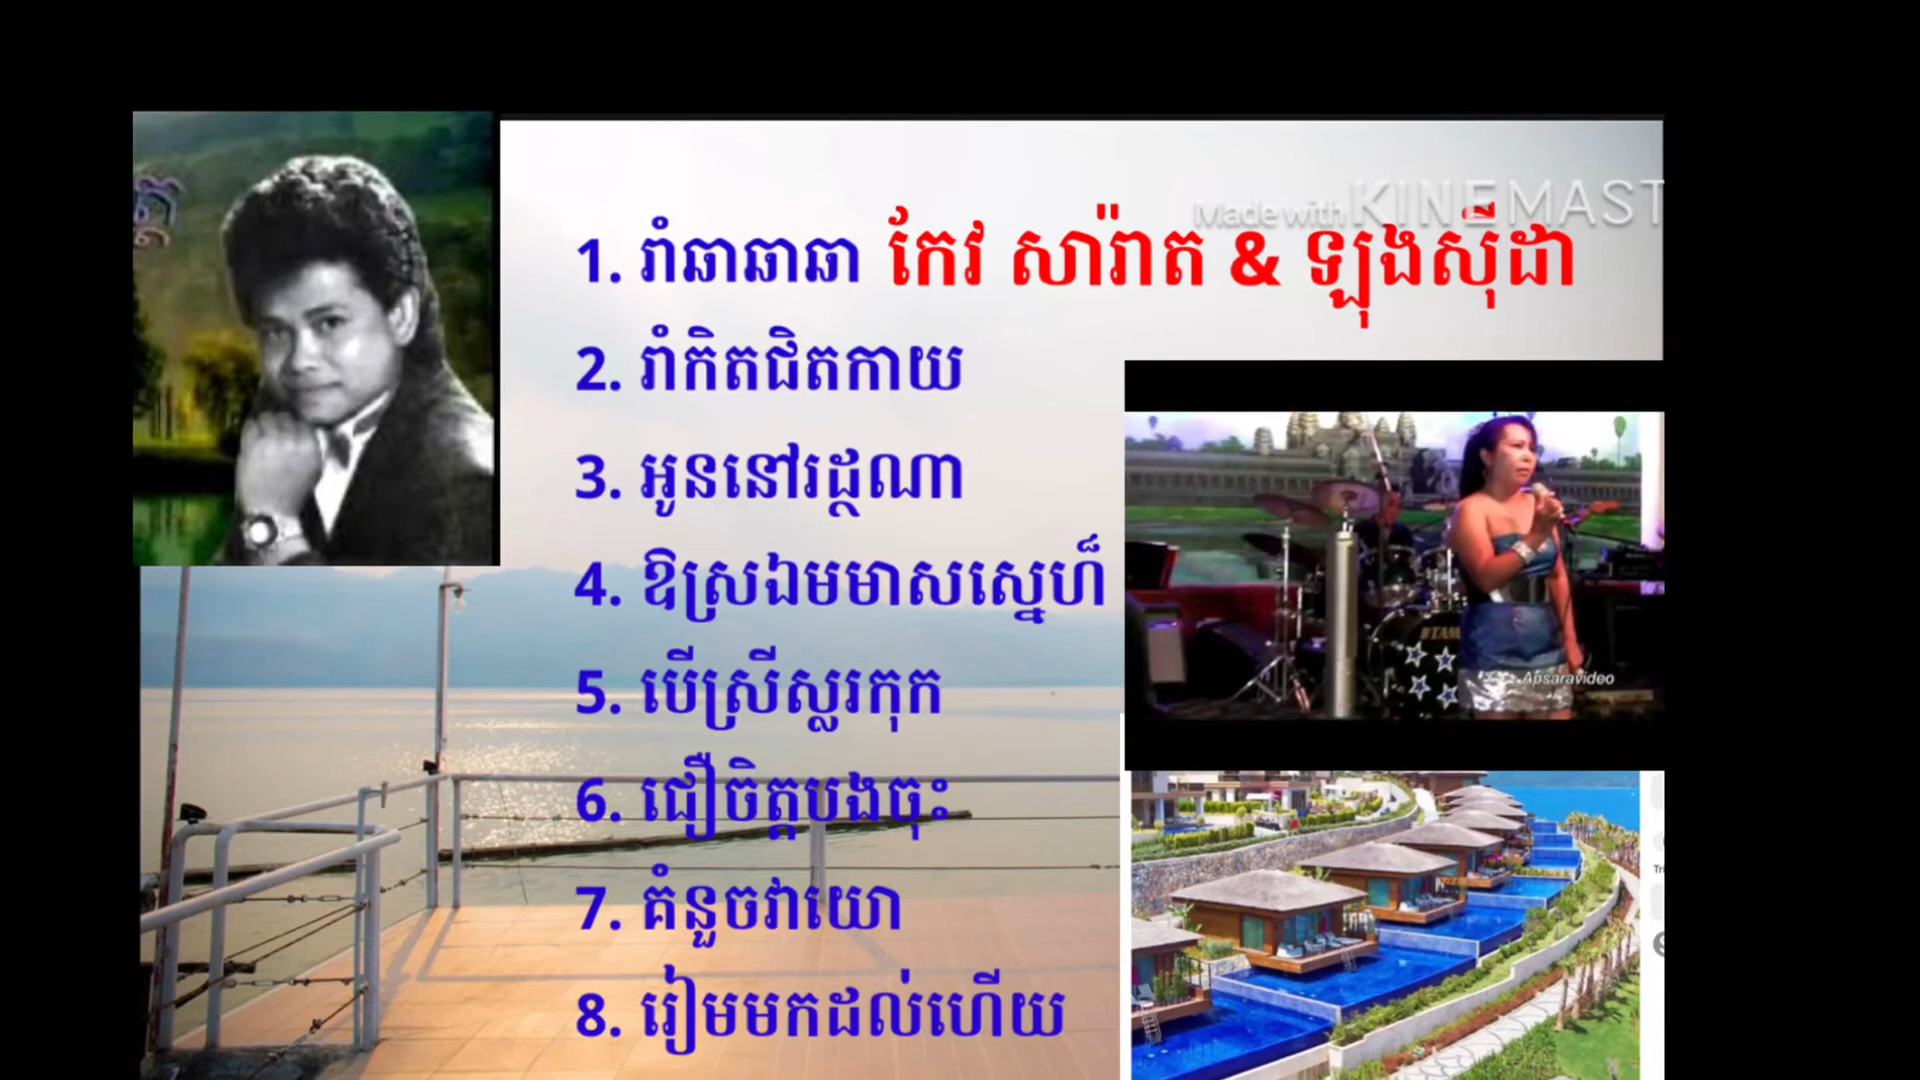 Made with KINEMAST
1. រាំឆាឆាឆា កែវ សារ៉ាត & ឡុងស៊ីដា
2. រាំកិតជិតកាយ
3. អូននៅរដ្ឋណា
4. ឱស្រឯមមាសស្នេហ៍
5. បើស្រីស្លរកុក
6. ជឿចិត្តបងចុះ
7. គំនួចវាយោ
8. រៀមមកដល់ហើយ
TAMA
Apsaravideo